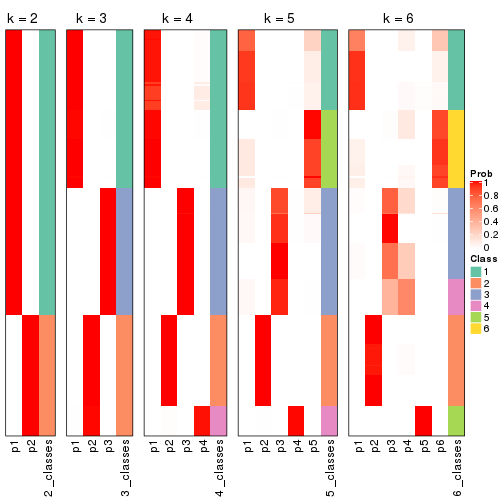 k = 2
k = 3
k = 4
k = 5
k = 6
p1
p2
2_classes
p1
p2
p3
3_classes
p1
p2
p3
p4
4_classes
p1
p2
p3
p4
p5
5_classes
p1
p2
p3
p4
p5
p6
6_classes
Prob
1
0.8
0.6
0.4
0.2
0
Class
1
2
3
4
5
6